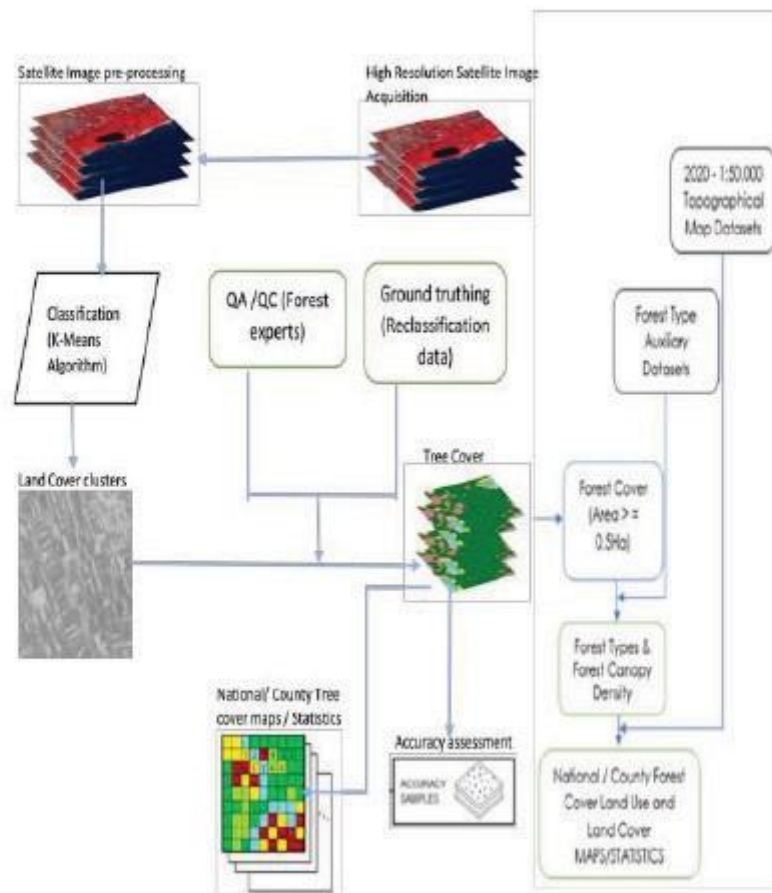 Satellite Image pre-processing
High Resolution Satellite Image
Acquisition
2020 - 1:50,000
Topographical
Map Datasets
Classification
(K-Means
Algorithm)
QA /QC (Forest
experts)
Ground truthing
(Reclassification
data)
Forest Type
Auxiliary
Datasets
Land Cover clusters
Tree Cover
Forest Cover
(Area > =
0.5Ha)
Forest Types &
Forest Canopy
Density
National/ County Tree
cover maps / Statistics
Accuracy assessment
ACCURACY
SAMPLES
National / County Forest
Cover Land Use and
Land Cover
MAPS/STATISTICS